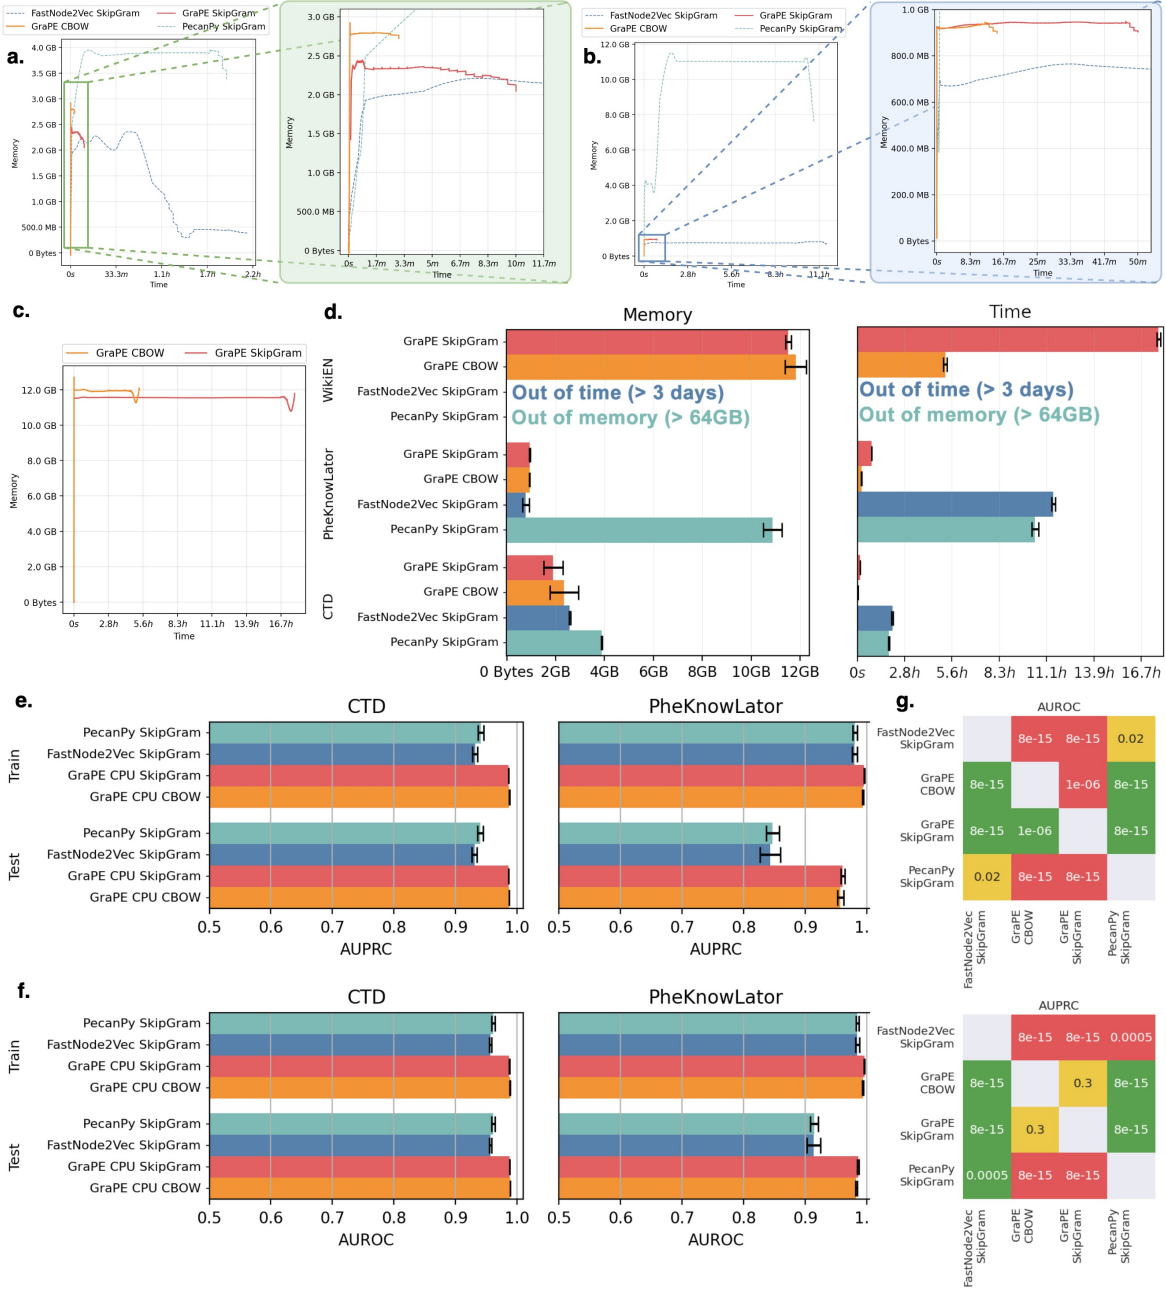 FastNode2Vec SkipGram
GraPE SkipGram
GraPE CBOW
PecanPy SkipGram
a.
4.0 GB
3.5 GB
3.0 GB
2.5 GB
2.0 GB
1.5 GB
1.0 GB
500.0 MB
0 Bytes
Memory
0s 33.3m 1.1h 1.7h 2.2h
Time
3.0 GB
2.5 GB
2.0 GB
1.5 GB
1.0 GB
500.0 MB
0 Bytes
Memory
0s 1.7m 3.3m 5m 6.7m 8.3m 10m 11.7m
Time
FastNode2Vec SkipGram
GraPE SkipGram
GraPE CBOW
PecanPy SkipGram
b.
12.0 GB
10.0 GB
8.0 GB
6.0 GB
4.0 GB
2.0 GB
0 Bytes
Memory
0s 2.8h 5.6h 8.3h 11.1h
Time
1.0 GB
800.0 MB
600.0 MB
400.0 MB
200.0 MB
0 Bytes
Memory
0s 8.3m 16.7m 25m 33.3m 41.7m 50m
Time
c.
GraPE CBOW GraPE SkipGram
12.0 GB
10.0 GB
8.0 GB
6.0 GB
4.0 GB
2.0 GB
0 Bytes
Memory
0s 2.8h 5.6h 8.3h 11.1h 13.9h 16.7h
Time
d.
Memory
Time
WikiEN
GraPE SkipGram
GraPE CBOW
FastNode2Vec SkipGram
PecanPy SkipGram
Out of time (> 3 days)
Out of memory (> 64GB)
Out of time (> 3 days)
Out of memory (> 64GB)
PheKnowLator
GraPE SkipGram
GraPE CBOW
FastNode2Vec SkipGram
PecanPy SkipGram
CTD
GraPE SkipGram
GraPE CBOW
FastNode2Vec SkipGram
PecanPy SkipGram
0 Bytes 2GB 4GB 6GB 8GB 10GB 12GB
0s 2.8h 5.6h 8.3h 11.1h 13.9h 16.7h
e.
CTD
PheKnowLator
Train
PecanPy SkipGram
FastNode2Vec SkipGram
GraPE CPU SkipGram
GraPE CPU CBOW
Test
PecanPy SkipGram
FastNode2Vec SkipGram
GraPE CPU SkipGram
GraPE CPU CBOW
0.5 0.6 0.7 0.8 0.9 1.0
AUPRC
0.5 0.6 0.7 0.8 0.9 1.0
AUPRC
f.
CTD
PheKnowLator
Train
PecanPy SkipGram
FastNode2Vec SkipGram
GraPE CPU SkipGram
GraPE CPU CBOW
Test
PecanPy SkipGram
FastNode2Vec SkipGram
GraPE CPU SkipGram
GraPE CPU CBOW
0.5 0.6 0.7 0.8 0.9 1.0
AUROC
0.5 0.6 0.7 0.8 0.9 1.0
AUROC
g.
AUROC
FastNode2Vec
SkipGram
8e-15 8e-15 0.02
GraPE
CBOW
8e-15 1e-06 8e-15
GraPE
SkipGram
8e-15 1e-06 8e-15
PecanPy
SkipGram
0.02 8e-15 8e-15
FastNode2Vec
SkipGram
GraPE
CBOW
GraPE
SkipGram
PecanPy
SkipGram
AUPRC
FastNode2Vec
SkipGram
8e-15 8e-15 0.0005
GraPE
CBOW
8e-15 0.3 8e-15
GraPE
SkipGram
8e-15 0.3 8e-15
PecanPy
SkipGram
0.0005 8e-15 8e-15
FastNode2Vec
SkipGram
GraPE
CBOW
GraPE
SkipGram
PecanPy
SkipGram